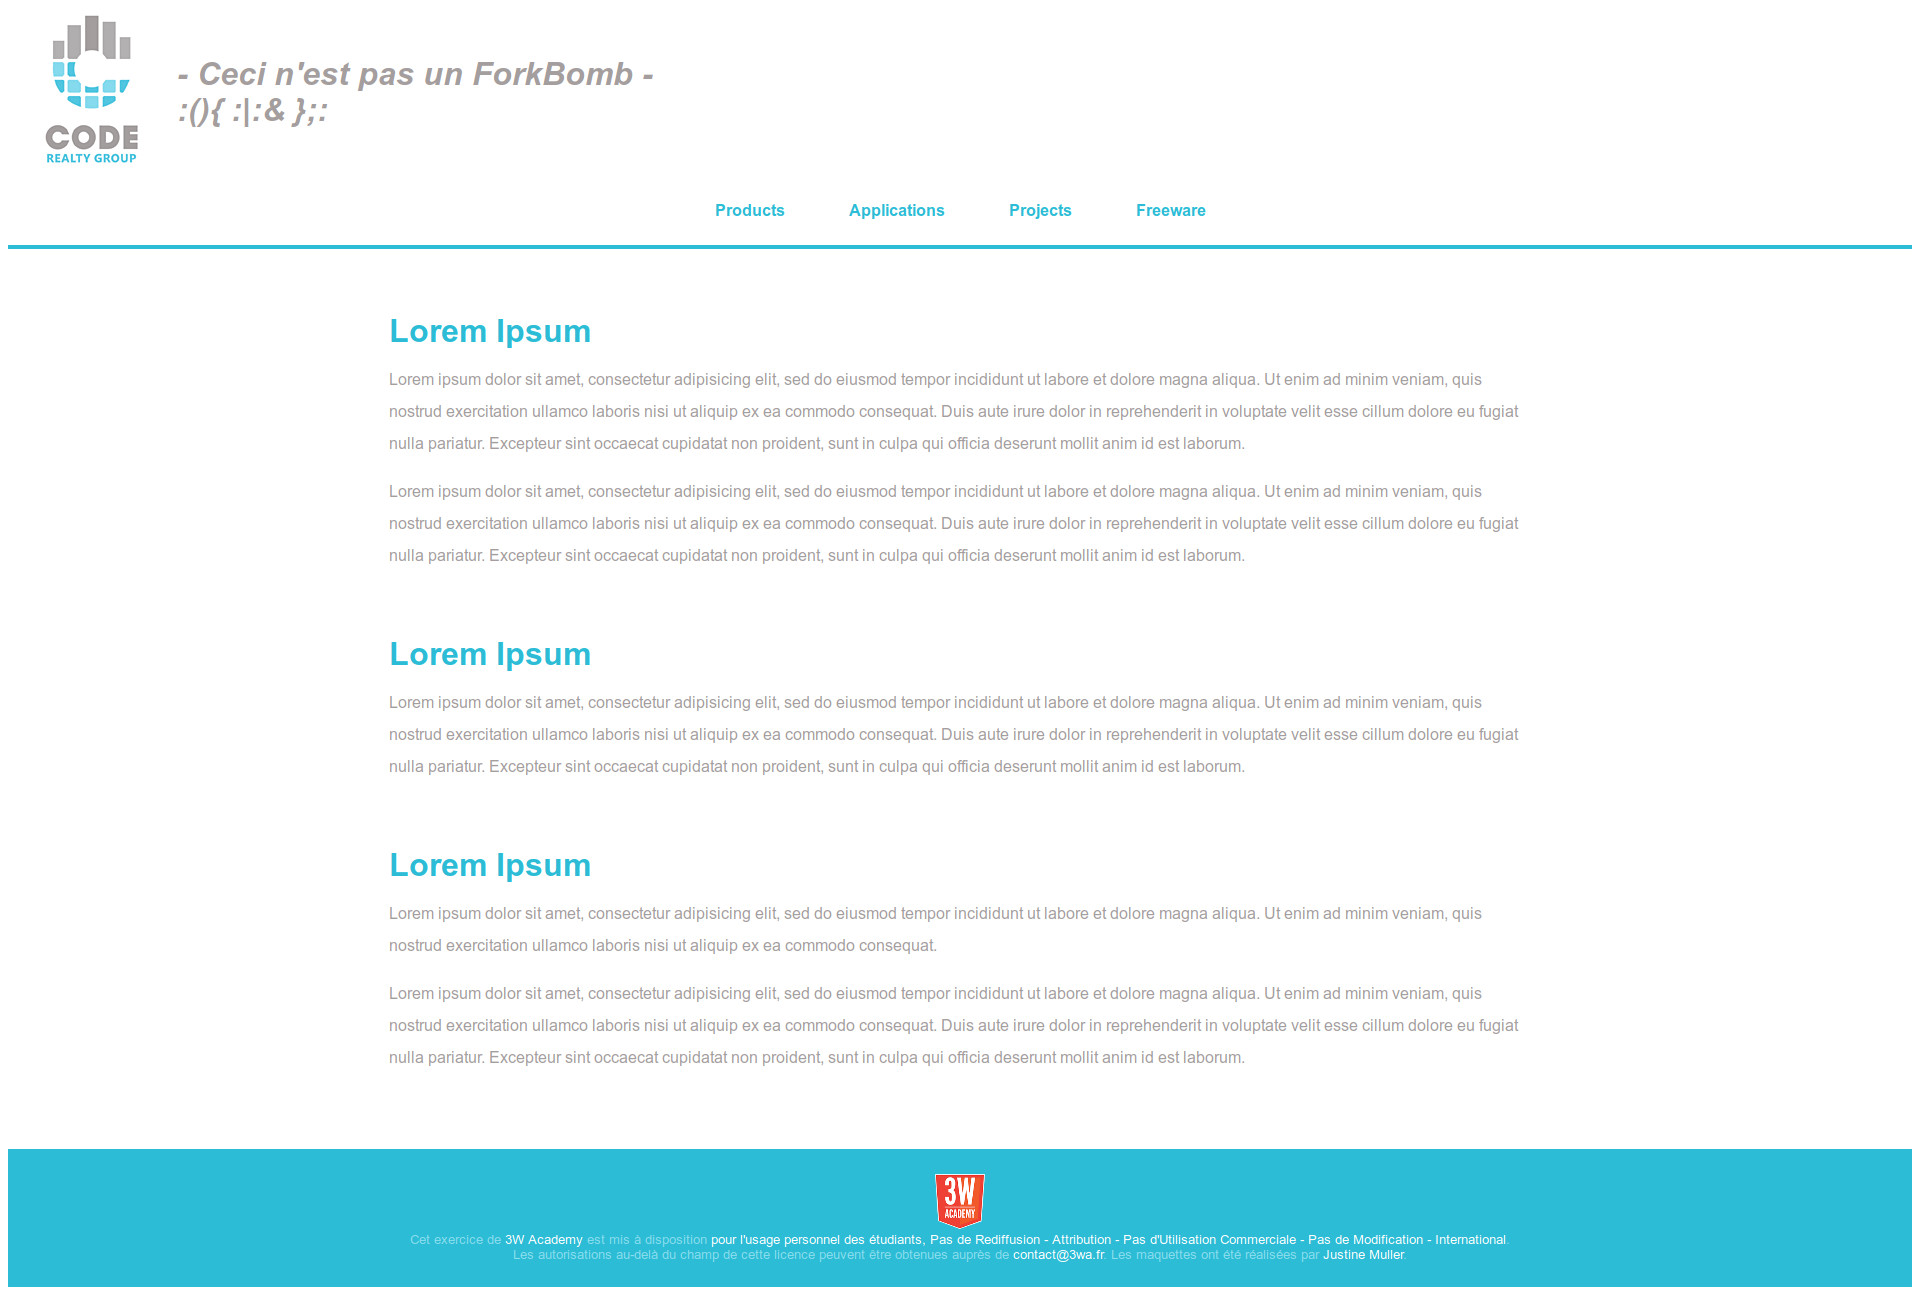 CODE
REALTY GROUP
- Ceci n'est pas un ForkBomb -
:(){ :|:& };:
Products Applications Projects Freeware
Lorem Ipsum
Lorem ipsum dolor sit amet, consectetur adipisicing elit, sed do eiusmod tempor incididunt ut labore et dolore magna aliqua. Ut enim ad minim veniam, quis
nostrud exercitation ullamco laboris nisi ut aliquip ex ea commodo consequat. Duis aute irure dolor in reprehenderit in voluptate velit esse cillum dolore eu fugiat
nulla pariatur. Excepteur sint occaecat cupidatat non proident, sunt in culpa qui officia deserunt mollit anim id est laborum.
Lorem ipsum dolor sit amet, consectetur adipisicing elit, sed do eiusmod tempor incididunt ut labore et dolore magna aliqua. Ut enim ad minim veniam, quis
nostrud exercitation ullamco laboris nisi ut aliquip ex ea commodo consequat. Duis aute irure dolor in reprehenderit in voluptate velit esse cillum dolore eu fugiat
nulla pariatur. Excepteur sint occaecat cupidatat non proident, sunt in culpa qui officia deserunt mollit anim id est laborum.
Lorem Ipsum
Lorem ipsum dolor sit amet, consectetur adipisicing elit, sed do eiusmod tempor incididunt ut labore et dolore magna aliqua. Ut enim ad minim veniam, quis
nostrud exercitation ullamco laboris nisi ut aliquip ex ea commodo consequat. Duis aute irure dolor in reprehenderit in voluptate velit esse cillum dolore eu fugiat
nulla pariatur. Excepteur sint occaecat cupidatat non proident, sunt in culpa qui officia deserunt mollit anim id est laborum.
Lorem Ipsum
Lorem ipsum dolor sit amet, consectetur adipisicing elit, sed do eiusmod tempor incididunt ut labore et dolore magna aliqua. Ut enim ad minim veniam, quis
nostrud exercitation ullamco laboris nisi ut aliquip ex ea commodo consequat.
Lorem ipsum dolor sit amet, consectetur adipisicing elit, sed do eiusmod tempor incididunt ut labore et dolore magna aliqua. Ut enim ad minim veniam, quis
nostrud exercitation ullamco laboris nisi ut aliquip ex ea commodo consequat. Duis aute irure dolor in reprehenderit in voluptate velit esse cillum dolore eu fugiat
nulla pariatur. Excepteur sint occaecat cupidatat non proident, sunt in culpa qui officia deserunt mollit anim id est laborum.
3W
ACADEMY
Cet exercice de 3W Academy est mis à disposition pour l'usage personnel des étudiants, Pas de Rediffusion - Attribution - Pas d'Utilisation Commerciale - Pas de Modification - International.
Les autorisations au-delà du champ de cette licence peuvent être obtenues auprès de contact@3wa.fr. Les maquettes ont été réalisées par Justine Muller.